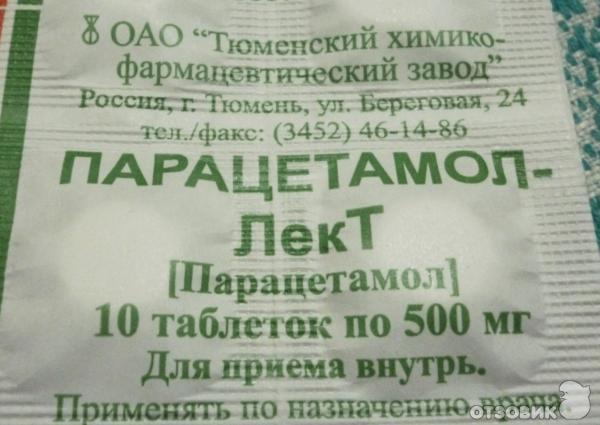 ОАО "Тюменский химико-
фармацевтический завод"
Россия, г. Тюмень, ул. Береговая, 24
тел./факс: (3452) 46-14-86
ПАРАЦЕТАМОЛ-
ЛекТ
[Парацетамол]
10 таблеток по 500 мг
Для приема внутрь.
Применять по назначению врача.
ОТЗОВИК